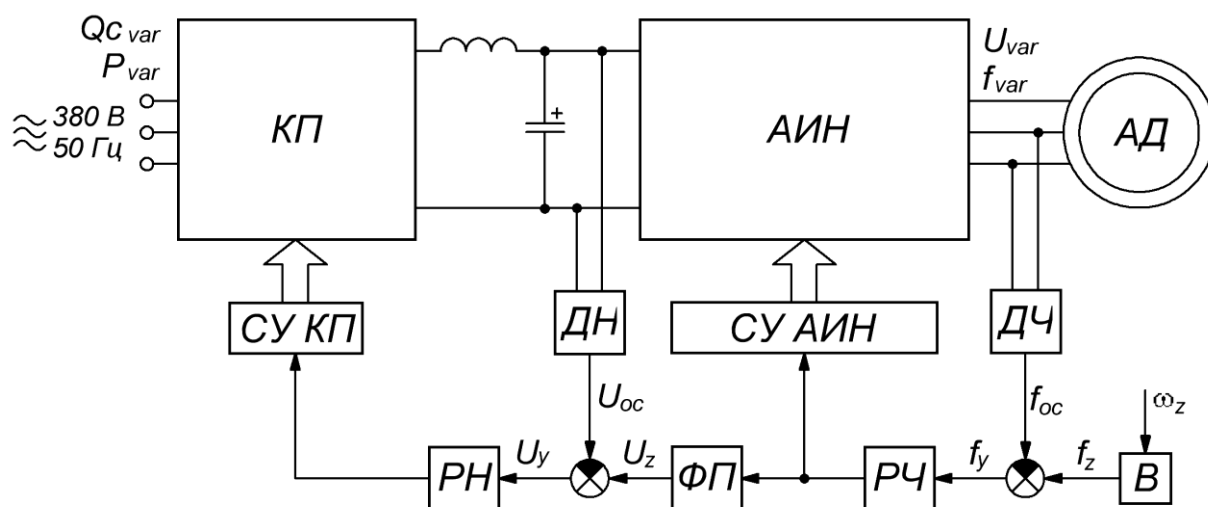 Qc var
P var
≈ 380 В
≈ 50 Гц
КП
АИН
U var
f var
АД
+
СУ КП
ДН
СУ АИН
ДЧ
U oc
f oc
ω z
РН
U y
U z
ФП
РЧ
f y
f z
В